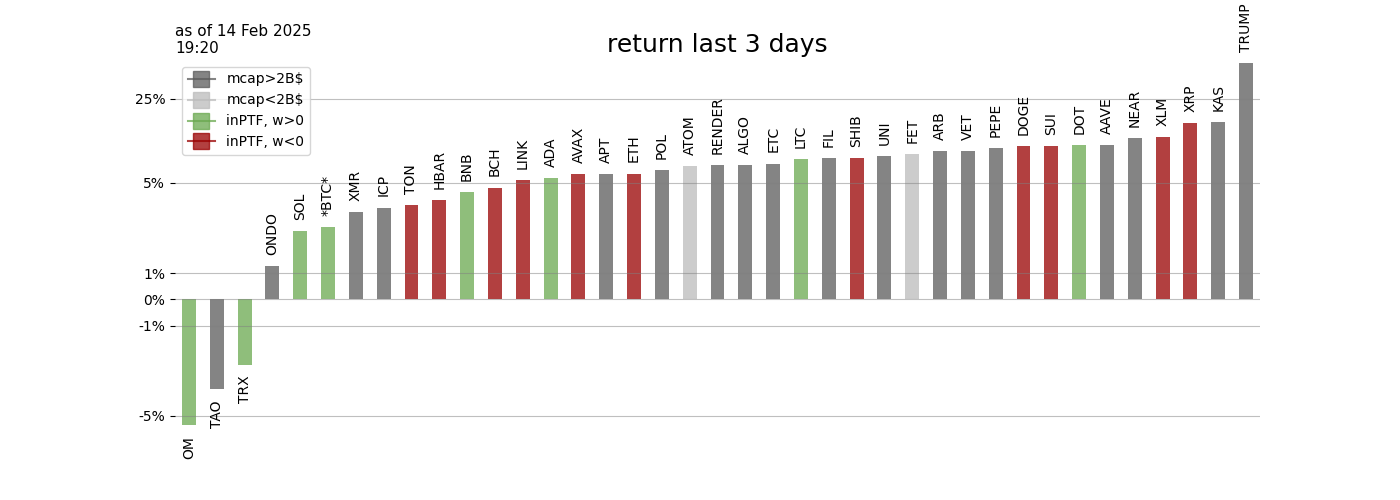 as of 14 Feb 2025
19:20
return last 3 days
mcap>2B$
mcap<2B$
inPTF, w>0
inPTF, w<0
25%
5%
1%
0%
-1%
-5%
OM
TAO
TRX
ONDO
SOL
*BTC*
XMR
ICP
TON
HBAR
BNB
BCH
LINK
ADA
AVAX
APT
ETH
POL
ATOM
RENDER
ALGO
ETC
LTC
FIL
SHIB
UNI
FET
ARB
VET
PEPE
DOGE
SUI
DOT
AAVE
NEAR
XLM
XRP
KAS
TRUMP